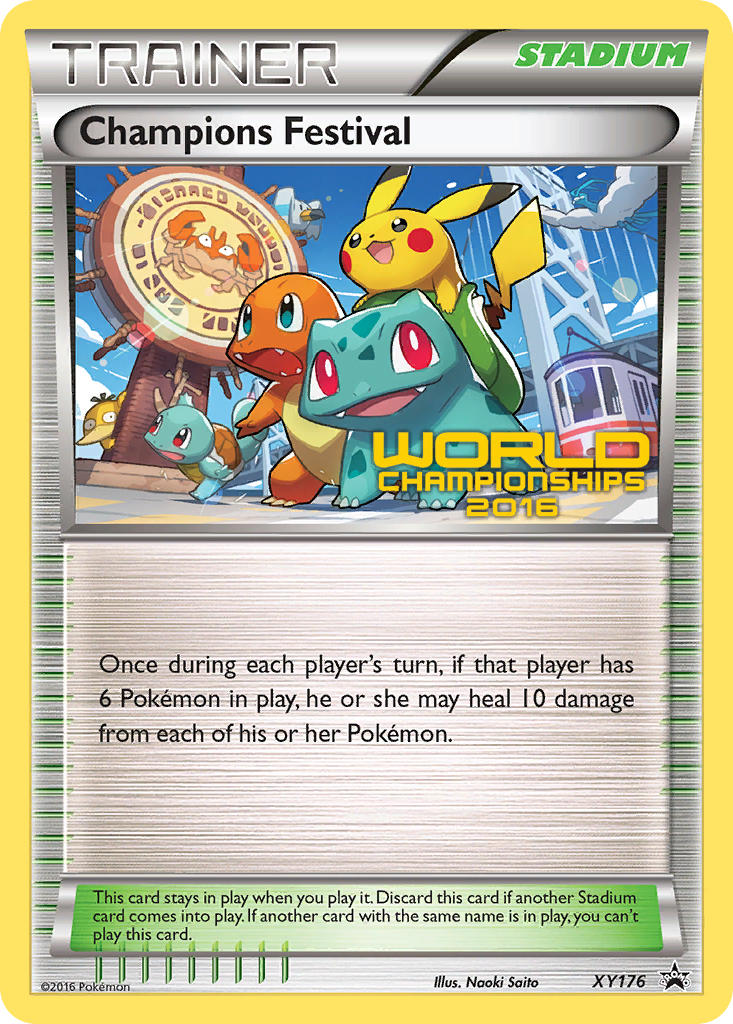 TRAINER
STADIUM
Champions Festival
WORLD
CHAMPIONSHIPS
2016
Once during each player's turn, if that player has
6 Pokémon in play, he or she may heal 10 damage
from each of his or her Pokémon.
This card stays in play when you play it. Discard this card if another Stadium
card comes into play. If another card with the same name is in play, you can't
play this card.
©2016 Pokémon
Illus. Naoki Saito
XY176
PROMO